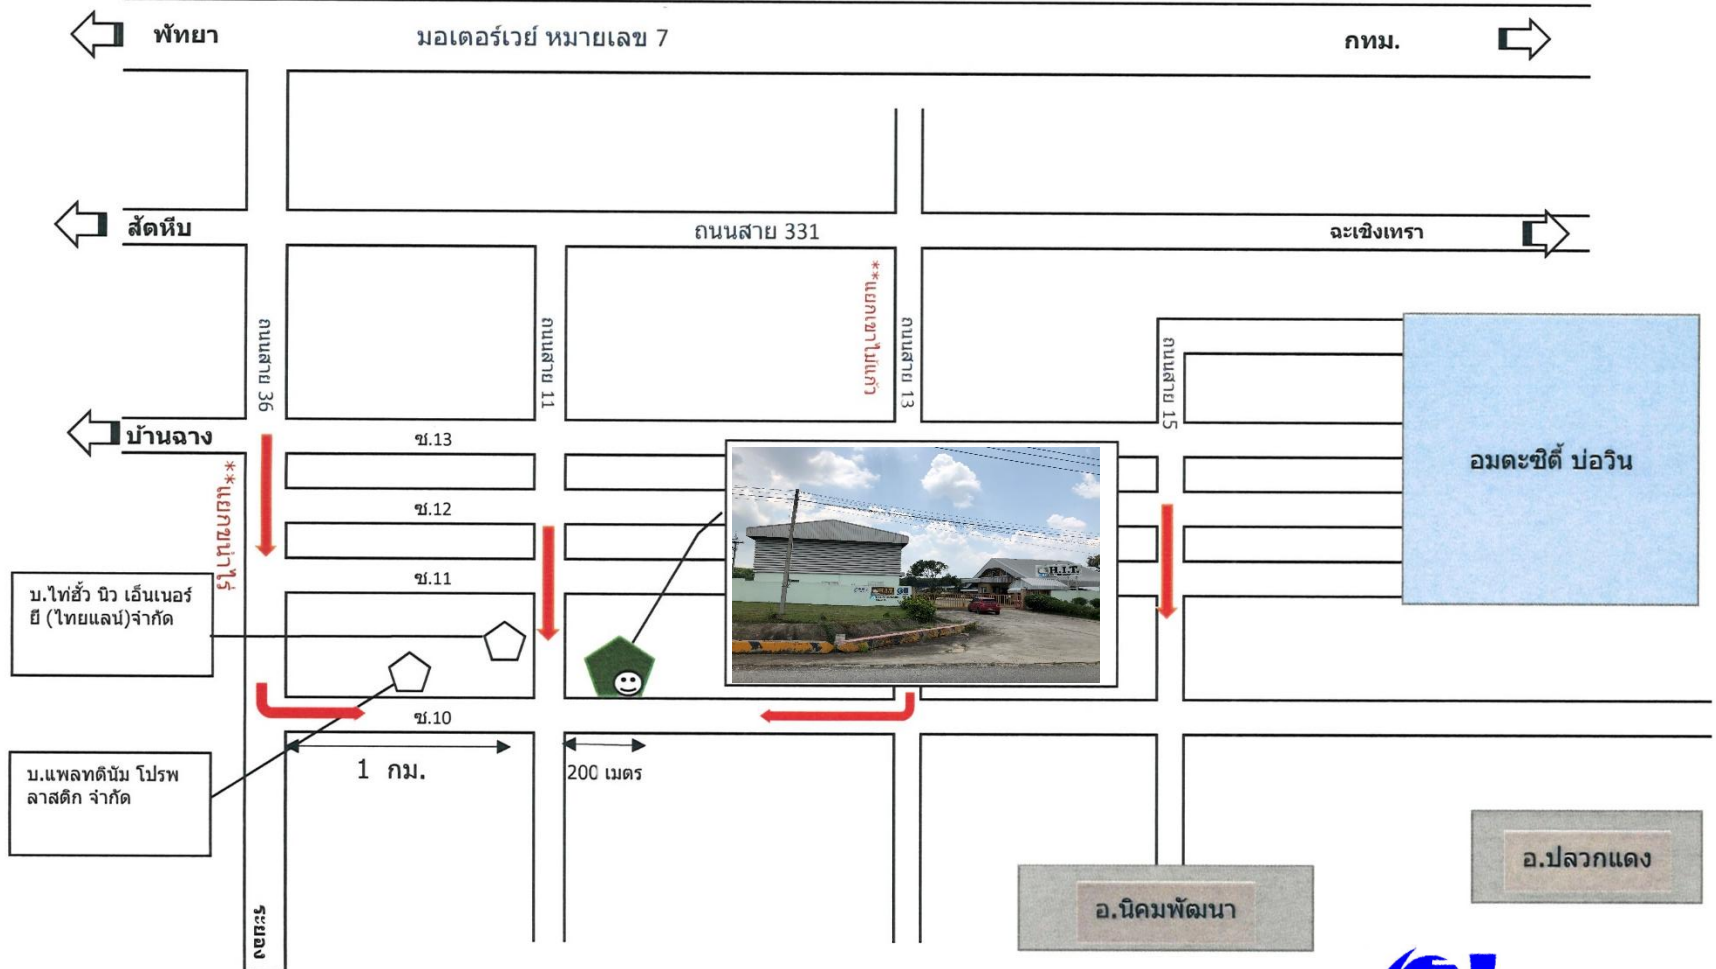 พัทยา
มอเตอร์เวย์ หมายเลข 7
กทม.
สัตหีบ
ถนนสาย 331
ฉะเชิงเทรา
ถนนสาย 36
ถนนสาย 11
**แยกเขาไม้แก้ว
ถนนสาย 13
ถนนสาย 15
บ้านฉาง
ซ.13
อมตะซิตี้ บ่อวิน
**แยกขนำไร่
ซ.12
ซ.11
บ.ไท่ฮั้ว นิว เอ็นเนอร์
ยี (ไทยแลน์)จำกัด
H.I.T.
ซ.10
1 กม.
200 เมตร
บ.แพลทตินัม โปรพ
ลาสติก จำกัด
อ.ปลวกแดง
อ.นิคมพัฒนา
ระยอง